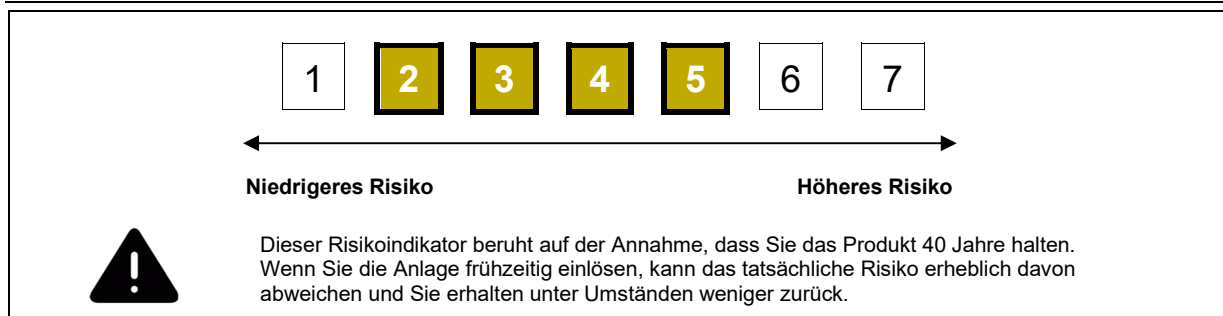 1 2 3 4 5 6 7
Niedrigeres Risiko Höheres Risiko
Dieser Risikoindikator beruht auf der Annahme, dass Sie das Produkt 40 Jahre halten.
Wenn Sie die Anlage frühzeitig einlösen, kann das tatsächliche Risiko erheblich davon
abweichen und Sie erhalten unter Umständen weniger zurück.